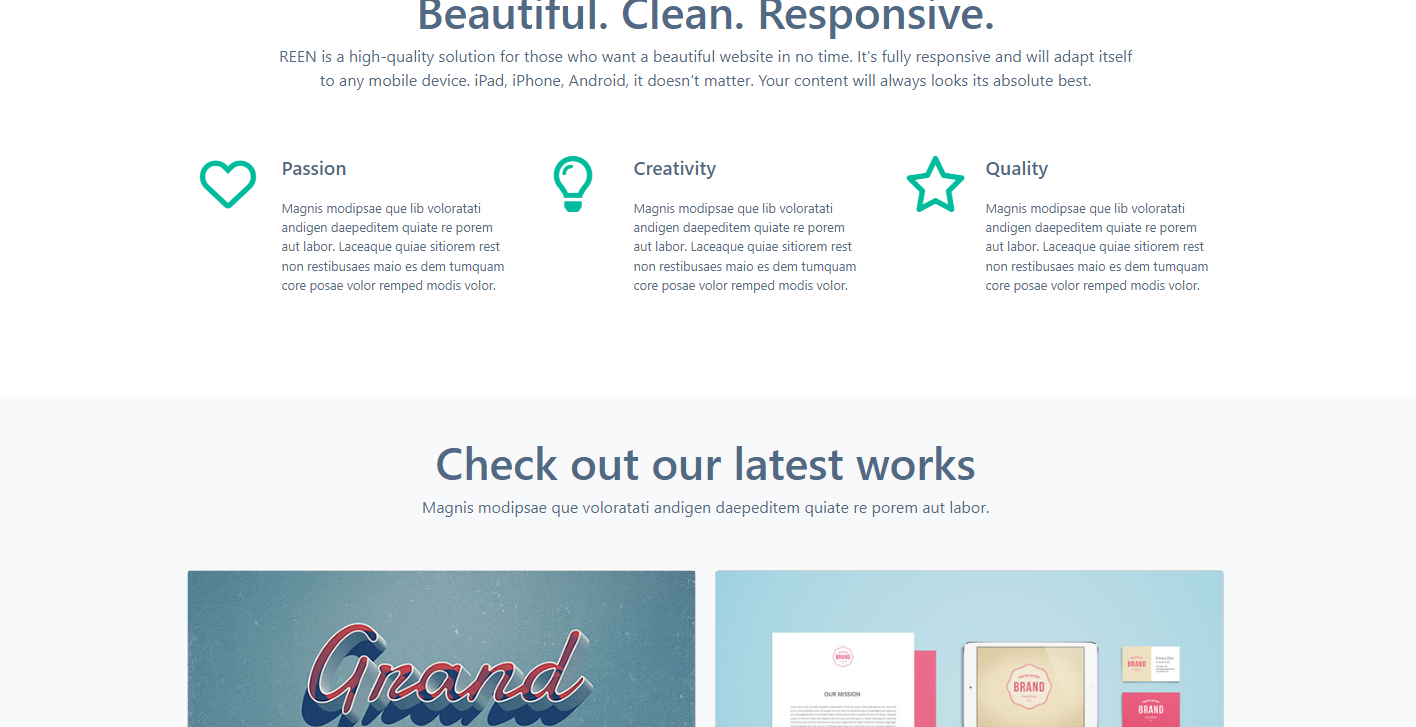 Beautiful. Clean. Responsive.
REEN is a high-quality solution for those who want a beautiful website in no time. It's fully responsive and will adapt itself
to any mobile device. iPad, iPhone, Android, it doesn't matter. Your content will always looks its absolute best.
Passion
Magnis modipsae que lib voloratati
andigen daepeditem quiate re porem
aut labor. Laceaque quiae sitiorem rest
non restibusaes maio es dem tumquam
core posae volor remped modis volor.
Creativity
Magnis modipsae que lib voloratati
andigen daepeditem quiate re porem
aut labor. Laceaque quiae sitiorem rest
non restibusaes maio es dem tumquam
core posae volor remped modis volor.
Quality
Magnis modipsae que lib voloratati
andigen daepeditem quiate re porem
aut labor. Laceaque quiae sitiorem rest
non restibusaes maio es dem tumquam
core posae volor remped modis volor.
Check out our latest works
Magnis modipsae que voloratati andigen daepeditem quiate re porem aut labor.
Grand
BRAND
OUR MISSION
BRAND
BRAND
BRAND